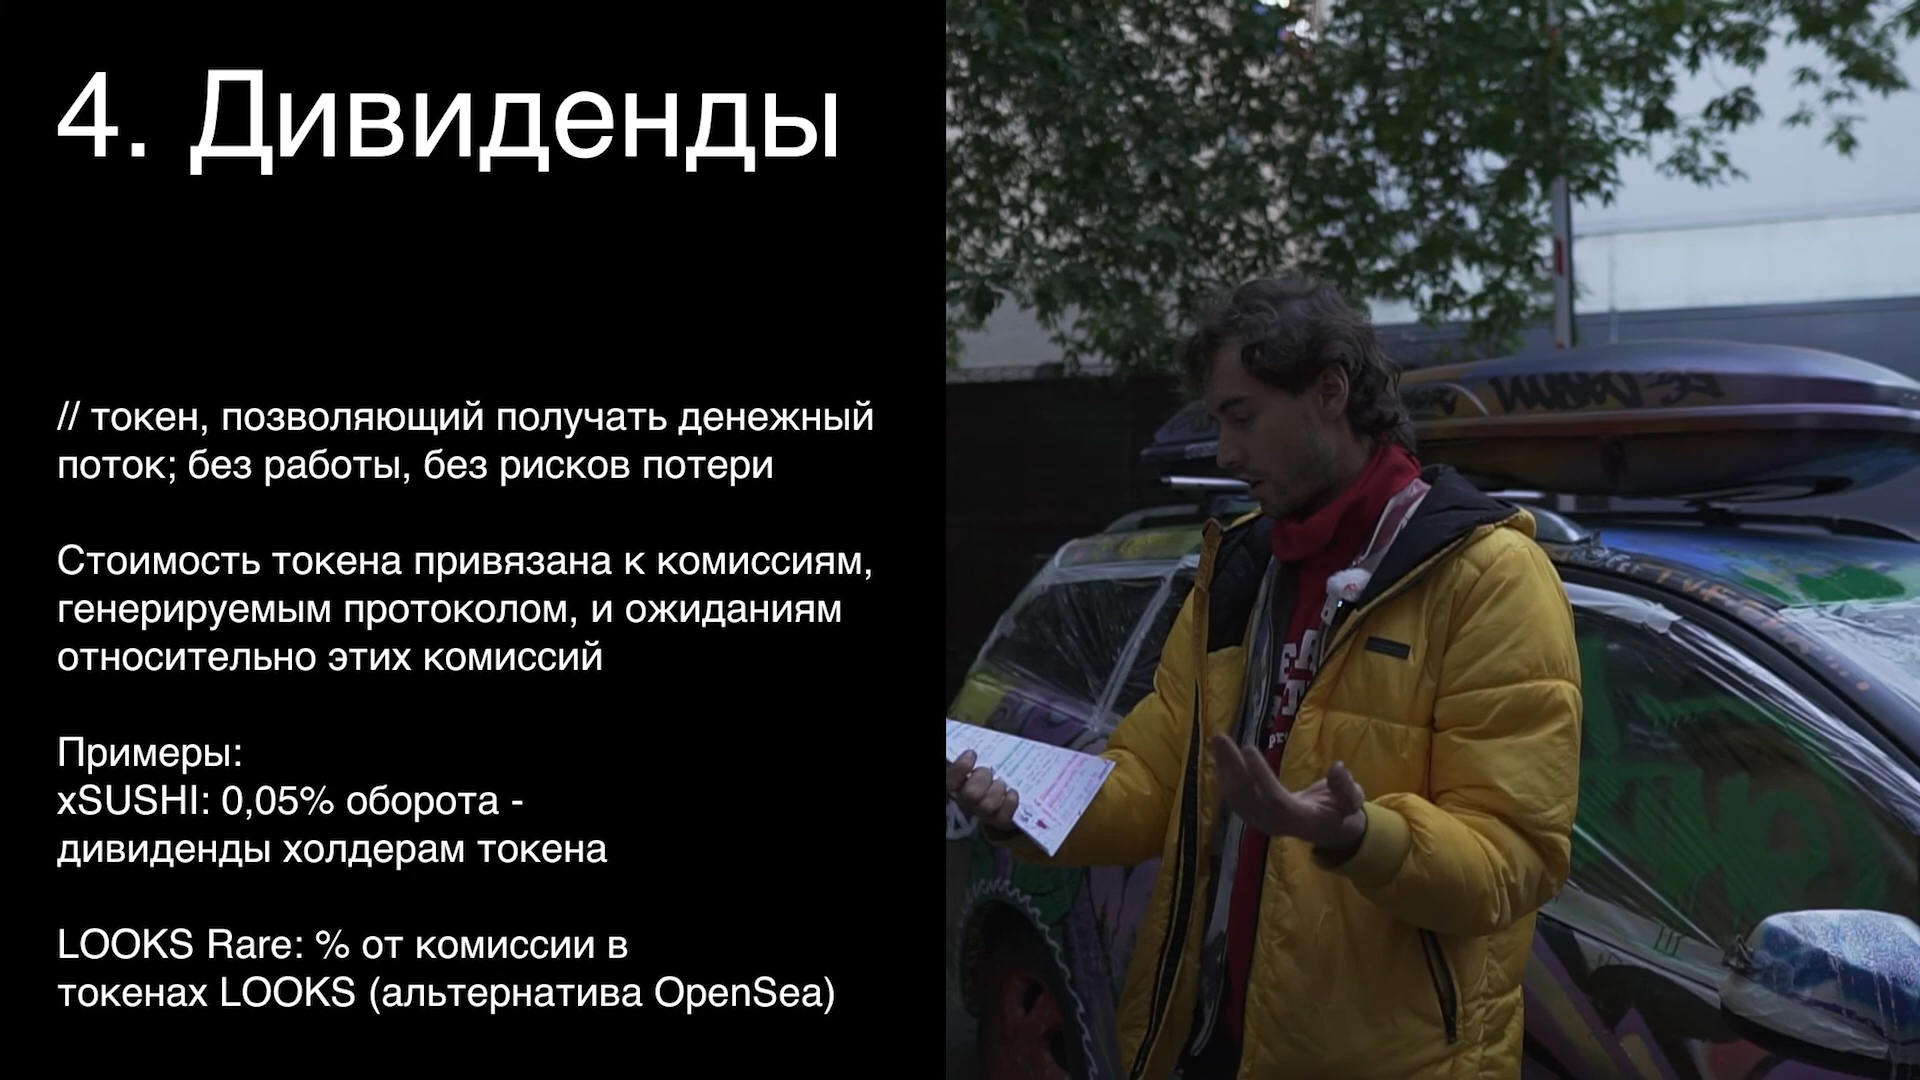 4. Дивиденды
// токен, позволяющий получать денежный
поток; без работы, без рисков потери
Стоимость токена привязана к комиссиям,
генерируемым протоколом, и ожиданиям
относительно этих комиссий
Примеры:
xSUSHI: 0,05% оборота -
дивиденды холдерам токена
LOOKS Rare: % от комиссии в
токенах LOOKS (альтернатива OpenSea)